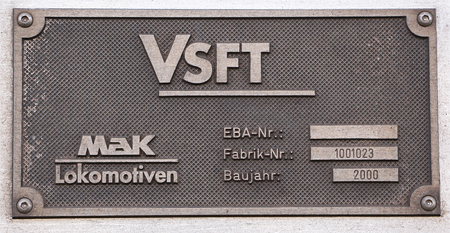 VSFT
MaK
Lokomotiven
EBA-Nr.:
Fabrik-Nr.: 1001023
Baujahr: 2000